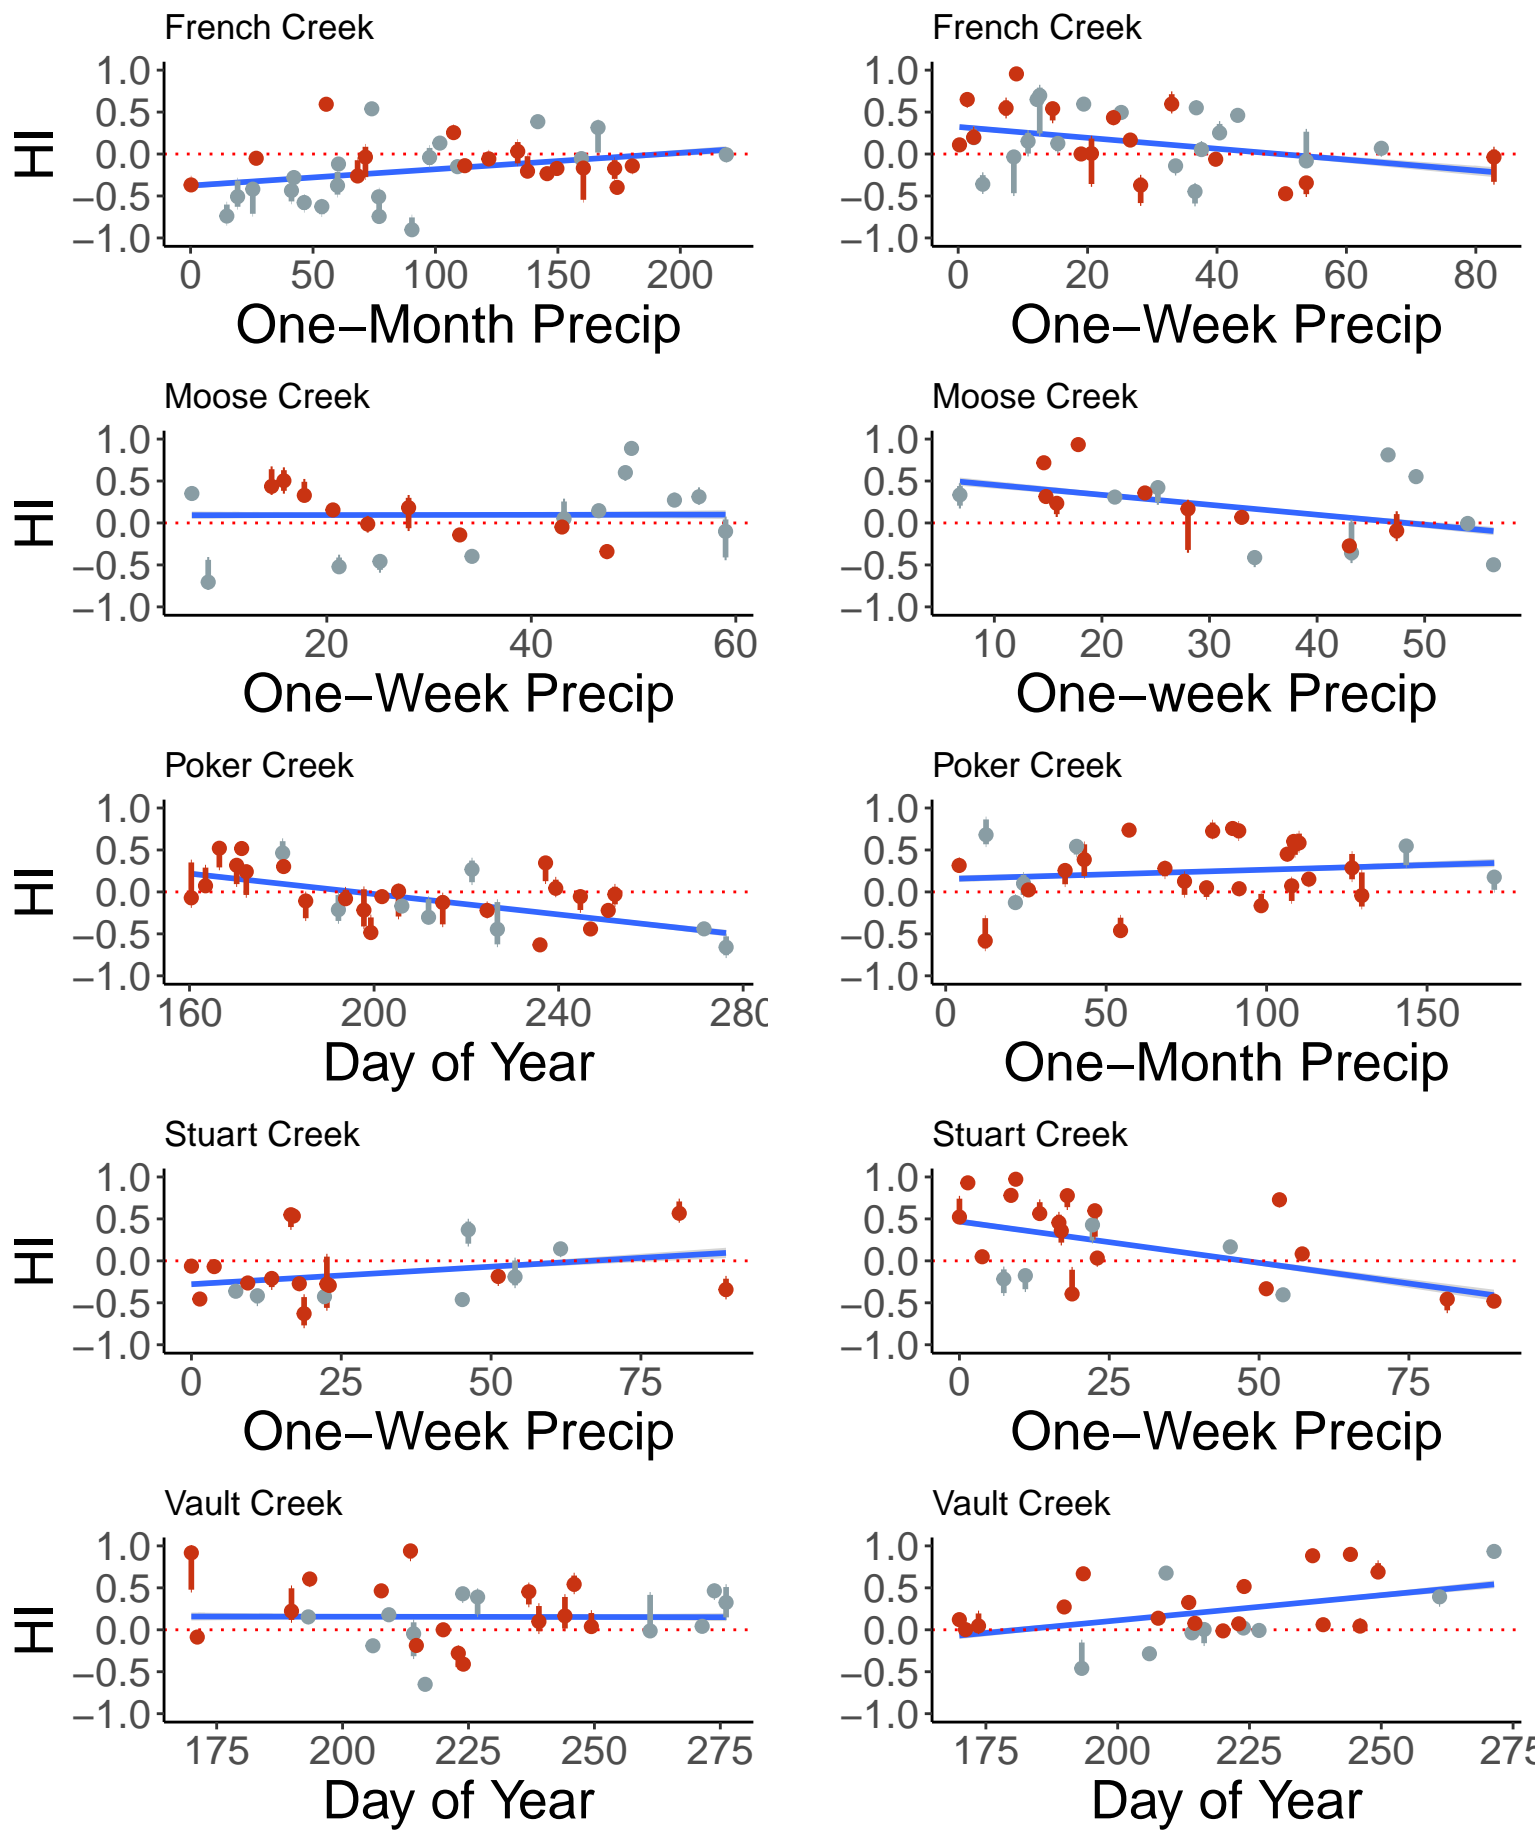 French Creek
French Creek
HI
1.0
0.5
0.0
−0.5
−1.0
1.0
0.5
0.0
−0.5
−1.0
0 50 100 150 200
0 20 40 60 80
One−Month Precip
One−Week Precip
Moose Creek
Moose Creek
HI
1.0
0.5
0.0
−0.5
−1.0
1.0
0.5
0.0
−0.5
−1.0
20 40 60
10 20 30 40 50
One−Week Precip
One−week Precip
Poker Creek
Poker Creek
HI
1.0
0.5
0.0
−0.5
−1.0
1.0
0.5
0.0
−0.5
−1.0
160 200 240 280
0 50 100 150
Day of Year
One−Month Precip
Stuart Creek
Stuart Creek
HI
1.0
0.5
0.0
−0.5
−1.0
1.0
0.5
0.0
−0.5
−1.0
0 25 50 75
0 25 50 75
One−Week Precip
One−Week Precip
Vault Creek
Vault Creek
HI
1.0
0.5
0.0
−0.5
−1.0
1.0
0.5
0.0
−0.5
−1.0
175 200 225 250 275
175 200 225 250 275
Day of Year
Day of Year